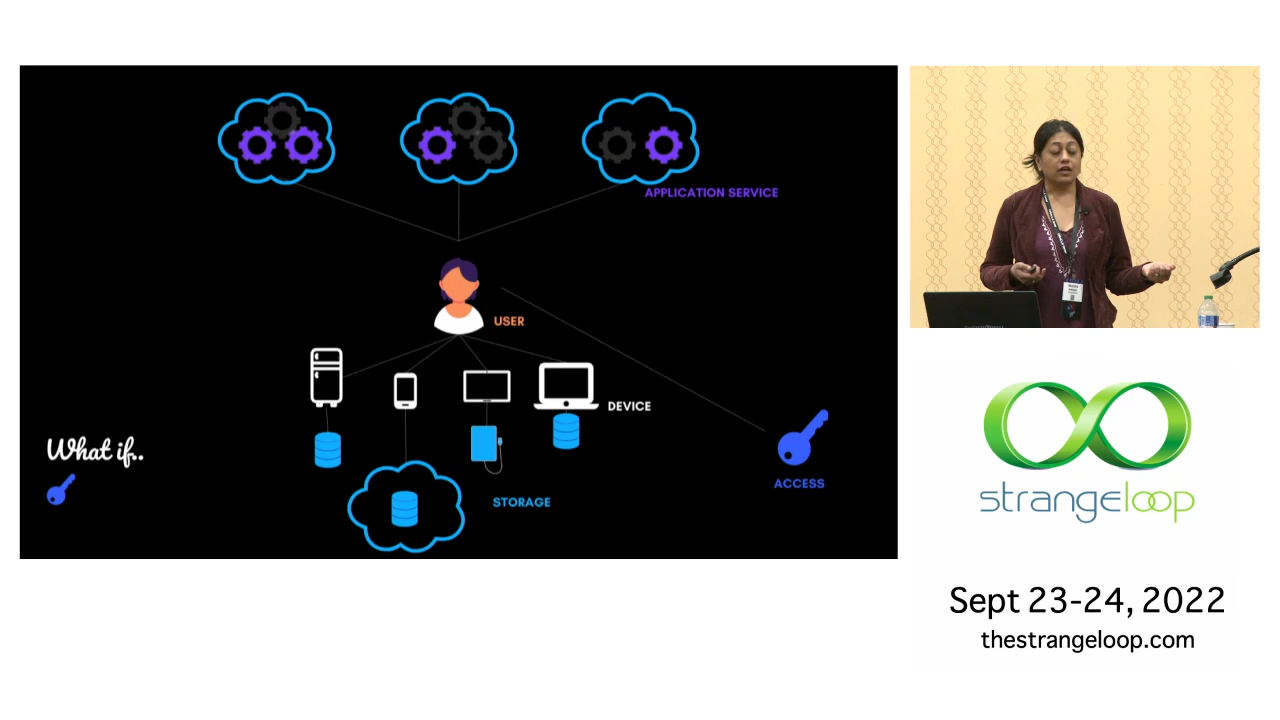 APPLICATION SERVICE
USER
DEVICE
What if..
ACCESS
STORAGE
strangeloop
Sept 23-24, 2022
thestrangeloop.com